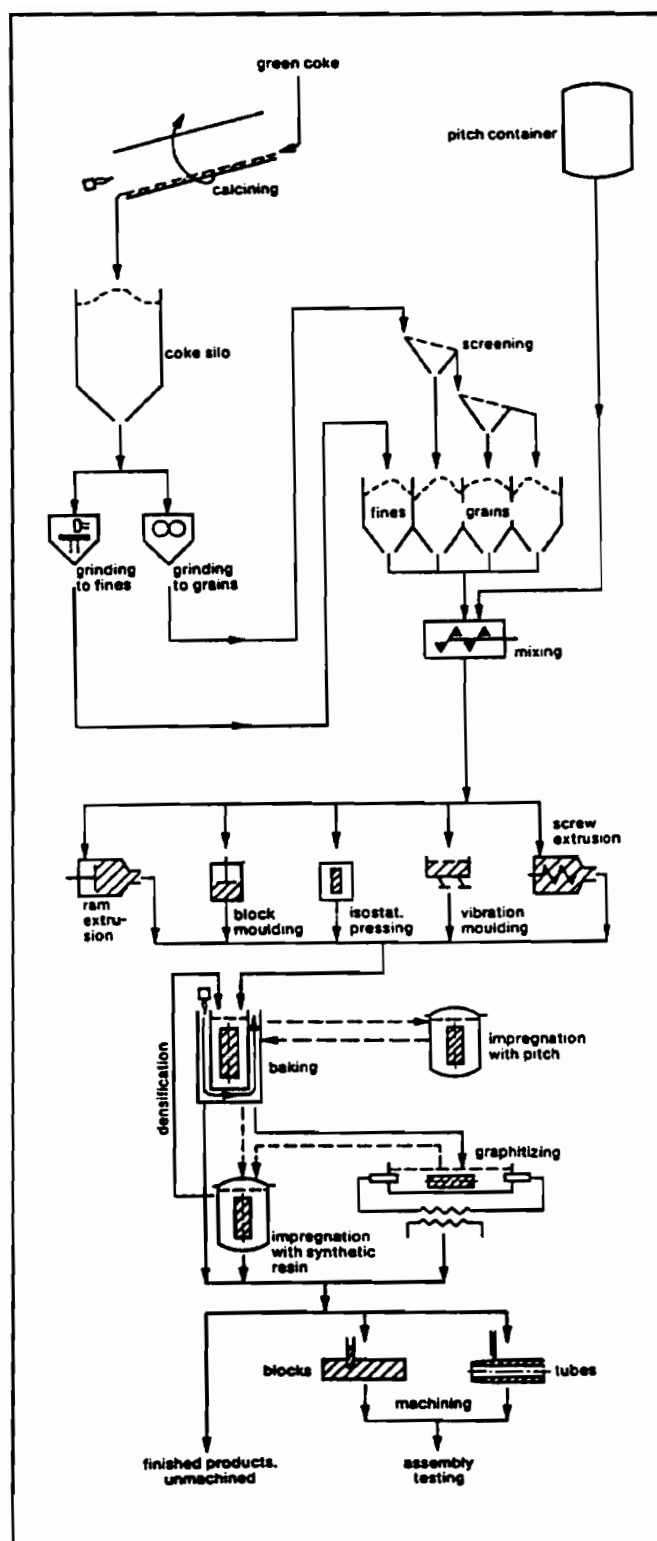 green coke
pitch container
calcining
screening
coke silo
fines
grains
grinding
to fines
grinding
to grains
mixing
screw
extrusion
ram
extru-
sion
block
moulding
isostat.
pressing
vibration
moulding
densification
baking
impregnation
with pitch
graphitizing
impregnation
with synthetic
resin
blocks
tubes
machining
finished products,
unmachined
assembly
testing